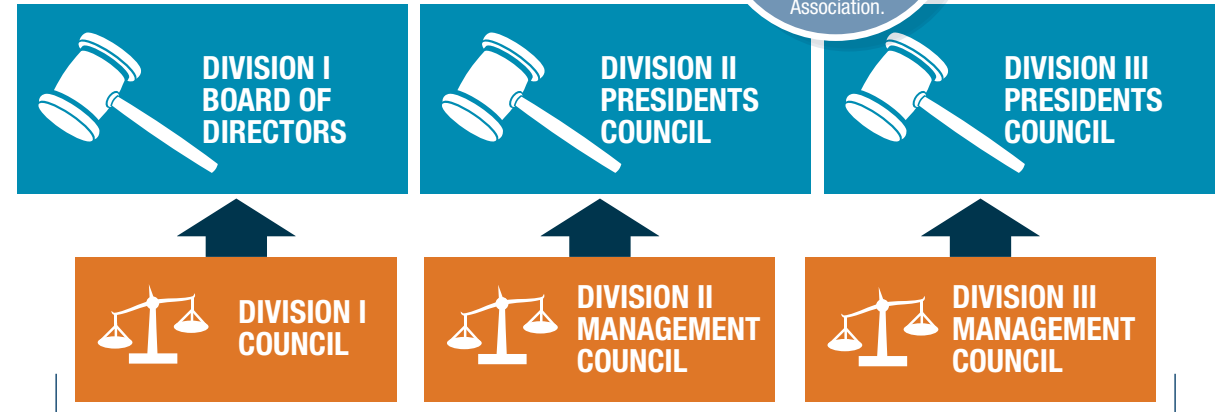 Association.
DIVISION I
BOARD OF
DIRECTORS
DIVISION II
PRESIDENTS
COUNCIL
DIVISION III
PRESIDENTS
COUNCIL
DIVISION I
COUNCIL
DIVISION II
MANAGEMENT
COUNCIL
DIVISION III
MANAGEMENT
COUNCIL